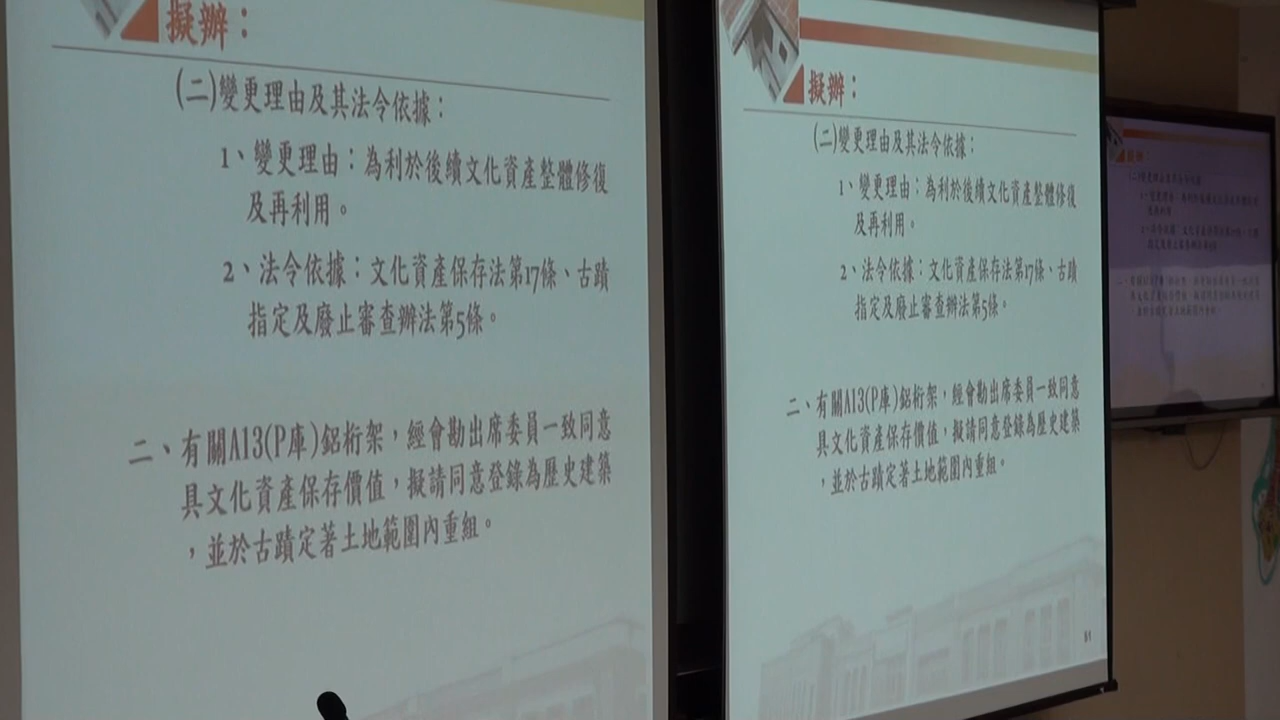 擬辦：
(二)變更理由及其法令依據：
1、變更理由：為利於後續文化資產整體修復
及再利用。
2、法令依據：文化資產保存法第17條、古蹟
指定及廢止審查辦法第5條。
二、有關A13(P庫)鋁桁架，經會勘出席委員一致同意
具文化資產保存價值，擬請同意登錄為歷史建築
，並於古蹟定著土地範圍內重組。
擬辦：
(二)變更理由及其法令依據：
1、變更理由：為利於後續文化資產整體修復
及再利用。
2、法令依據：文化資產保存法第17條、古蹟
指定及廢止審查辦法第5條。
二、有關A13(P庫)鋁桁架，經會勘出席委員一致同意
具文化資產保存價值，擬請同意登錄為歷史建築
，並於古蹟定著土地範圍內重組。
51